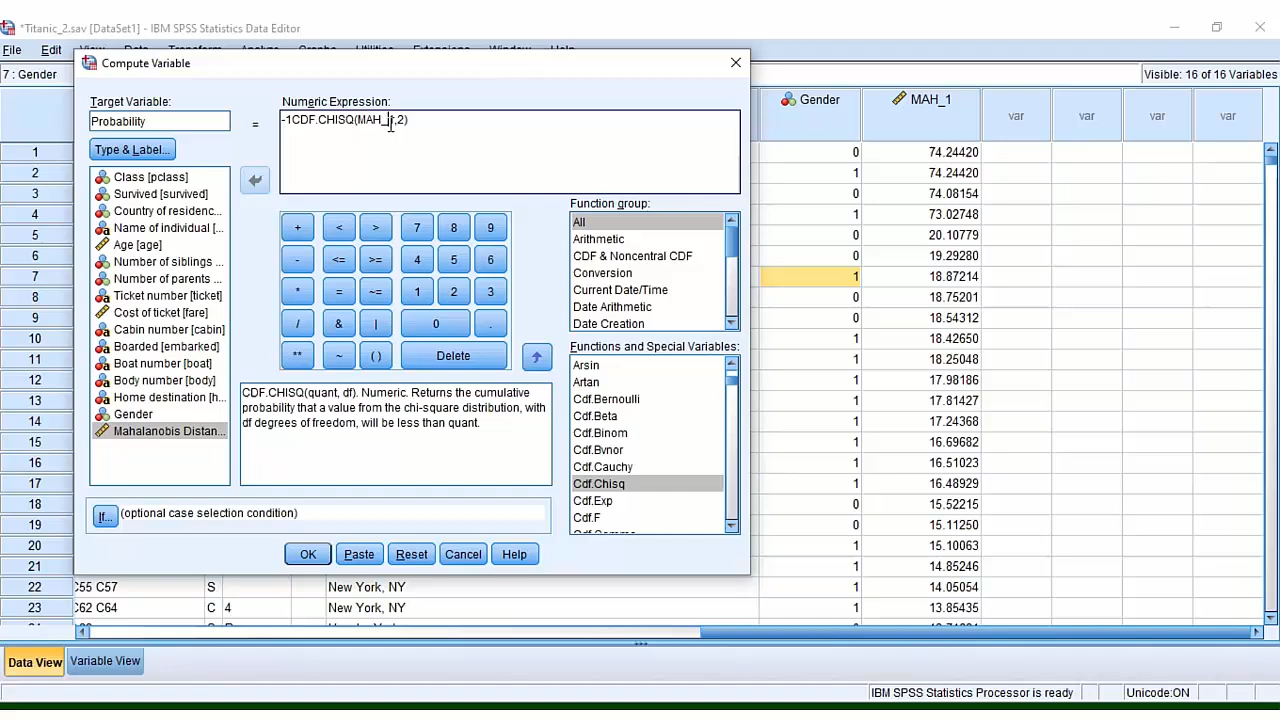 *Titanic_2.sav [DataSet1] - IBM SPSS Statistics Data Editor
File Edit View Data Transform Analyze Graphs Utilities Extensions Window Help
7 : Gender
Visible: 16 of 16 Variables
Compute Variable
Target Variable:
Probability
=
Type & Label...
Numeric Expression:
-1CDF.CHISQ(MAH_1,2)
Class [pclass]
Survived [survived]
Country of residenc...
Name of individual [...
Age [age]
Number of siblings ...
Number of parents ...
Ticket number [ticket]
Cost of ticket [fare]
Cabin number [cabin]
Boarded [embarked]
Boat number [boat]
Body number [body]
Home destination [h...
Gender
Mahalanobis Distan...
+ < > 7 8 9
- <= >= 4 5 6
* = ~= 1 2 3
/ & | 0 .
** ~ ( ) Delete
CDF.CHISQ(quant, df). Numeric. Returns the cumulative
probability that a value from the chi-square distribution, with
df degrees of freedom, will be less than quant.
Function group:
All
Arithmetic
CDF & Noncentral CDF
Conversion
Current Date/Time
Date Arithmetic
Date Creation
Functions and Special Variables:
Arsin
Artan
Cdf.Bernoulli
Cdf.Beta
Cdf.Binom
Cdf.Bvnor
Cdf.Cauchy
Cdf.Chisq
Cdf.Exp
Cdf.F
If... (optional case selection condition)
OK Paste Reset Cancel Help
Gender MAH_1 var var var var
1 0 74.24420
2 1 74.24420
3 0 74.08154
4 1 73.02748
5 0 20.10779
6 0 19.29280
7 1 18.87214
8 0 18.75201
9 0 18.54312
10 1 18.42650
11 1 18.25048
12 1 17.98186
13 1 17.81427
14 1 17.24368
15 1 16.69682
16 1 16.51023
17 1 16.48929
18 0 15.52215
19 0 15.11250
20 1 15.10063
21 1 14.85246
22 C55 C57 S New York, NY 1 14.05054
23 C62 C64 C 4 New York, NY 1 13.85435
Data View Variable View
IBM SPSS Statistics Processor is ready Unicode:ON